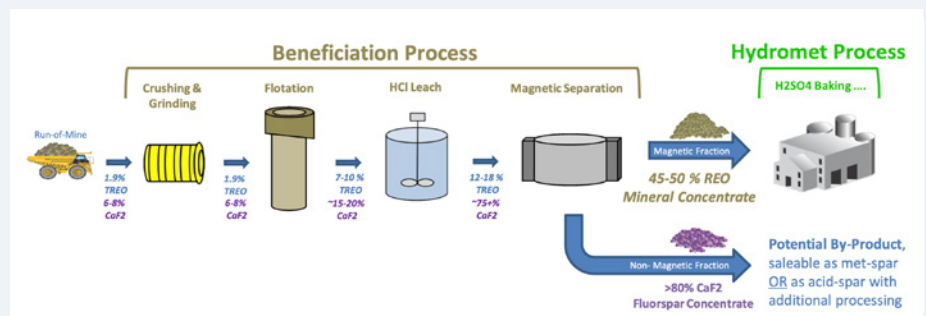 Beneficiation Process
Hydromet Process
Crushing &
Grinding
Flotation
HCl Leach
Magnetic Separation
H2SO4 Baking ....
Run-of-Mine
1.9%
TREO
6-8%
CaF2
1.9%
TREO
6-8%
CaF2
7-10 %
TREO
~15-20%
CaF2
12-18 %
TREO
~75+%
CaF2
Magnetic Fraction
45-50 % REO
Mineral Concentrate
Non- Magnetic Fraction
>80% CaF2
Fluorspar Concentrate
Potential By-Product,
saleable as met-spar
OR as acid-spar with
additional processing